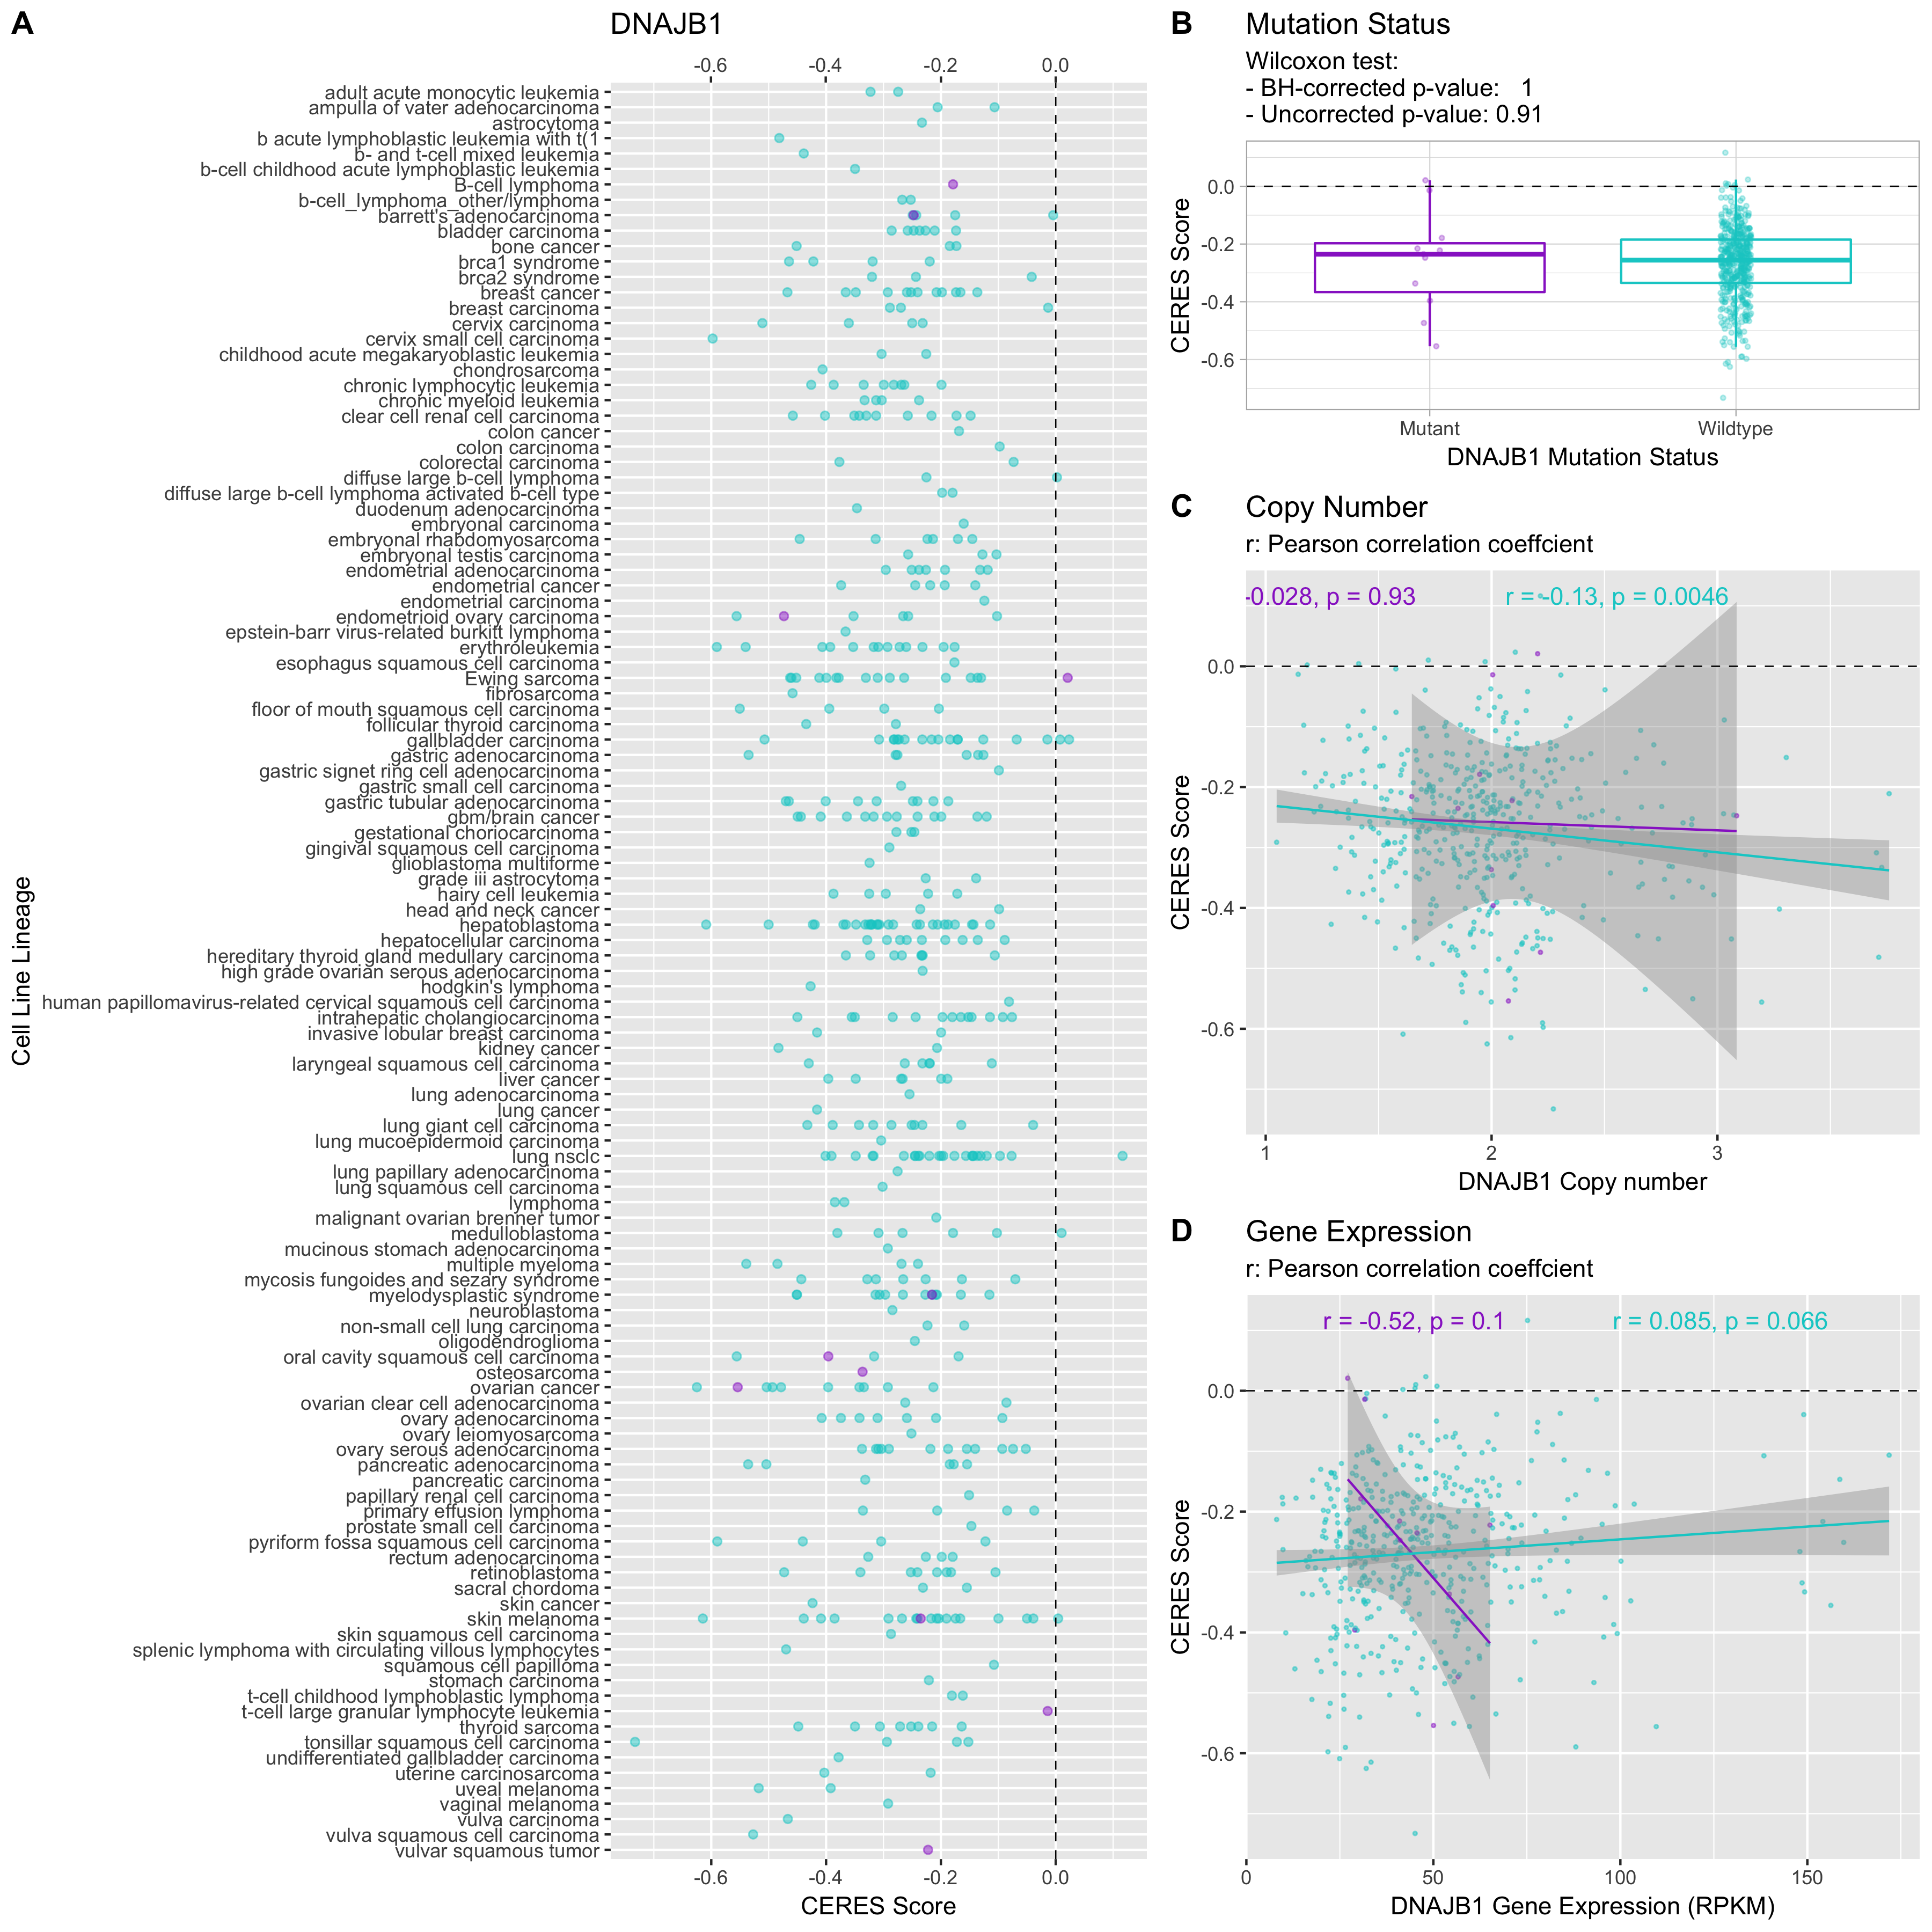 A
DNAJB1
-0.6 -0.4 -0.2 0.0
Cell Line Lineage
adult acute monocytic leukemia
ampulla of vater adenocarcinoma
astrocytoma
b acute lymphoblastic leukemia with t(1
b- and t-cell mixed leukemia
b-cell childhood acute lymphoblastic leukemia
B-cell lymphoma
b-cell_lymphoma_other/lymphoma
barrett's adenocarcinoma
bladder carcinoma
bone cancer
brca1 syndrome
brca2 syndrome
breast cancer
breast carcinoma
cervix carcinoma
cervix small cell carcinoma
childhood acute megakaryoblastic leukemia
chondrosarcoma
chronic lymphocytic leukemia
chronic myeloid leukemia
clear cell renal cell carcinoma
colon cancer
colon carcinoma
colorectal carcinoma
diffuse large b-cell lymphoma
diffuse large b-cell lymphoma activated b-cell type
duodenum adenocarcinoma
embryonal carcinoma
embryonal rhabdomyosarcoma
embryonal testis carcinoma
endometrial adenocarcinoma
endometrial cancer
endometrial carcinoma
endometrioid ovary carcinoma
epstein-barr virus-related burkitt lymphoma
erythroleukemia
esophagus squamous cell carcinoma
Ewing sarcoma
fibrosarcoma
floor of mouth squamous cell carcinoma
follicular thyroid carcinoma
gallbladder carcinoma
gastric adenocarcinoma
gastric signet ring cell adenocarcinoma
gastric small cell carcinoma
gastric tubular adenocarcinoma
gbm/brain cancer
gestational choriocarcinoma
gingival squamous cell carcinoma
glioblastoma multiforme
grade iii astrocytoma
hairy cell leukemia
head and neck cancer
hepatoblastoma
hepatocellular carcinoma
hereditary thyroid gland medullary carcinoma
high grade ovarian serous adenocarcinoma
hodgkin's lymphoma
human papillomavirus-related cervical squamous cell carcinoma
intrahepatic cholangiocarcinoma
invasive lobular breast carcinoma
kidney cancer
laryngeal squamous cell carcinoma
liver cancer
lung adenocarcinoma
lung cancer
lung giant cell carcinoma
lung mucoepidermoid carcinoma
lung nsclc
lung papillary adenocarcinoma
lung squamous cell carcinoma
lymphoma
malignant ovarian brenner tumor
medulloblastoma
mucinous stomach adenocarcinoma
multiple myeloma
mycosis fungoides and sezary syndrome
myelodysplastic syndrome
neuroblastoma
non-small cell lung carcinoma
oligodendroglioma
oral cavity squamous cell carcinoma
osteosarcoma
ovarian cancer
ovarian clear cell adenocarcinoma
ovary adenocarcinoma
ovary leiomyosarcoma
ovary serous adenocarcinoma
pancreatic adenocarcinoma
pancreatic carcinoma
papillary renal cell carcinoma
primary effusion lymphoma
prostate small cell carcinoma
pyriform fossa squamous cell carcinoma
rectum adenocarcinoma
retinoblastoma
sacral chordoma
skin cancer
skin melanoma
skin squamous cell carcinoma
splenic lymphoma with circulating villous lymphocytes
squamous cell papilloma
stomach carcinoma
t-cell childhood lymphoblastic lymphoma
t-cell large granular lymphocyte leukemia
thyroid sarcoma
tonsillar squamous cell carcinoma
undifferentiated gallbladder carcinoma
uterine carcinosarcoma
uveal melanoma
vaginal melanoma
vulva carcinoma
vulva squamous cell carcinoma
vulvar squamous tumor
-0.6 -0.4 -0.2 0.0
CERES Score
B
Mutation Status
Wilcoxon test:
- BH-corrected p-value: 1
- Uncorrected p-value: 0.91
CERES Score
0.0
-0.2
-0.4
-0.6
Mutant Wildtype
DNAJB1 Mutation Status
C
Copy Number
r: Pearson correlation coeffcient
-0.028, p = 0.93 r = -0.13, p = 0.0046
CERES Score
0.0
-0.2
-0.4
-0.6
1 2 3
DNAJB1 Copy number
D
Gene Expression
r: Pearson correlation coeffcient
r = -0.52, p = 0.1 r = 0.085, p = 0.066
CERES Score
0.0
-0.2
-0.4
-0.6
0 50 100 150
DNAJB1 Gene Expression (RPKM)